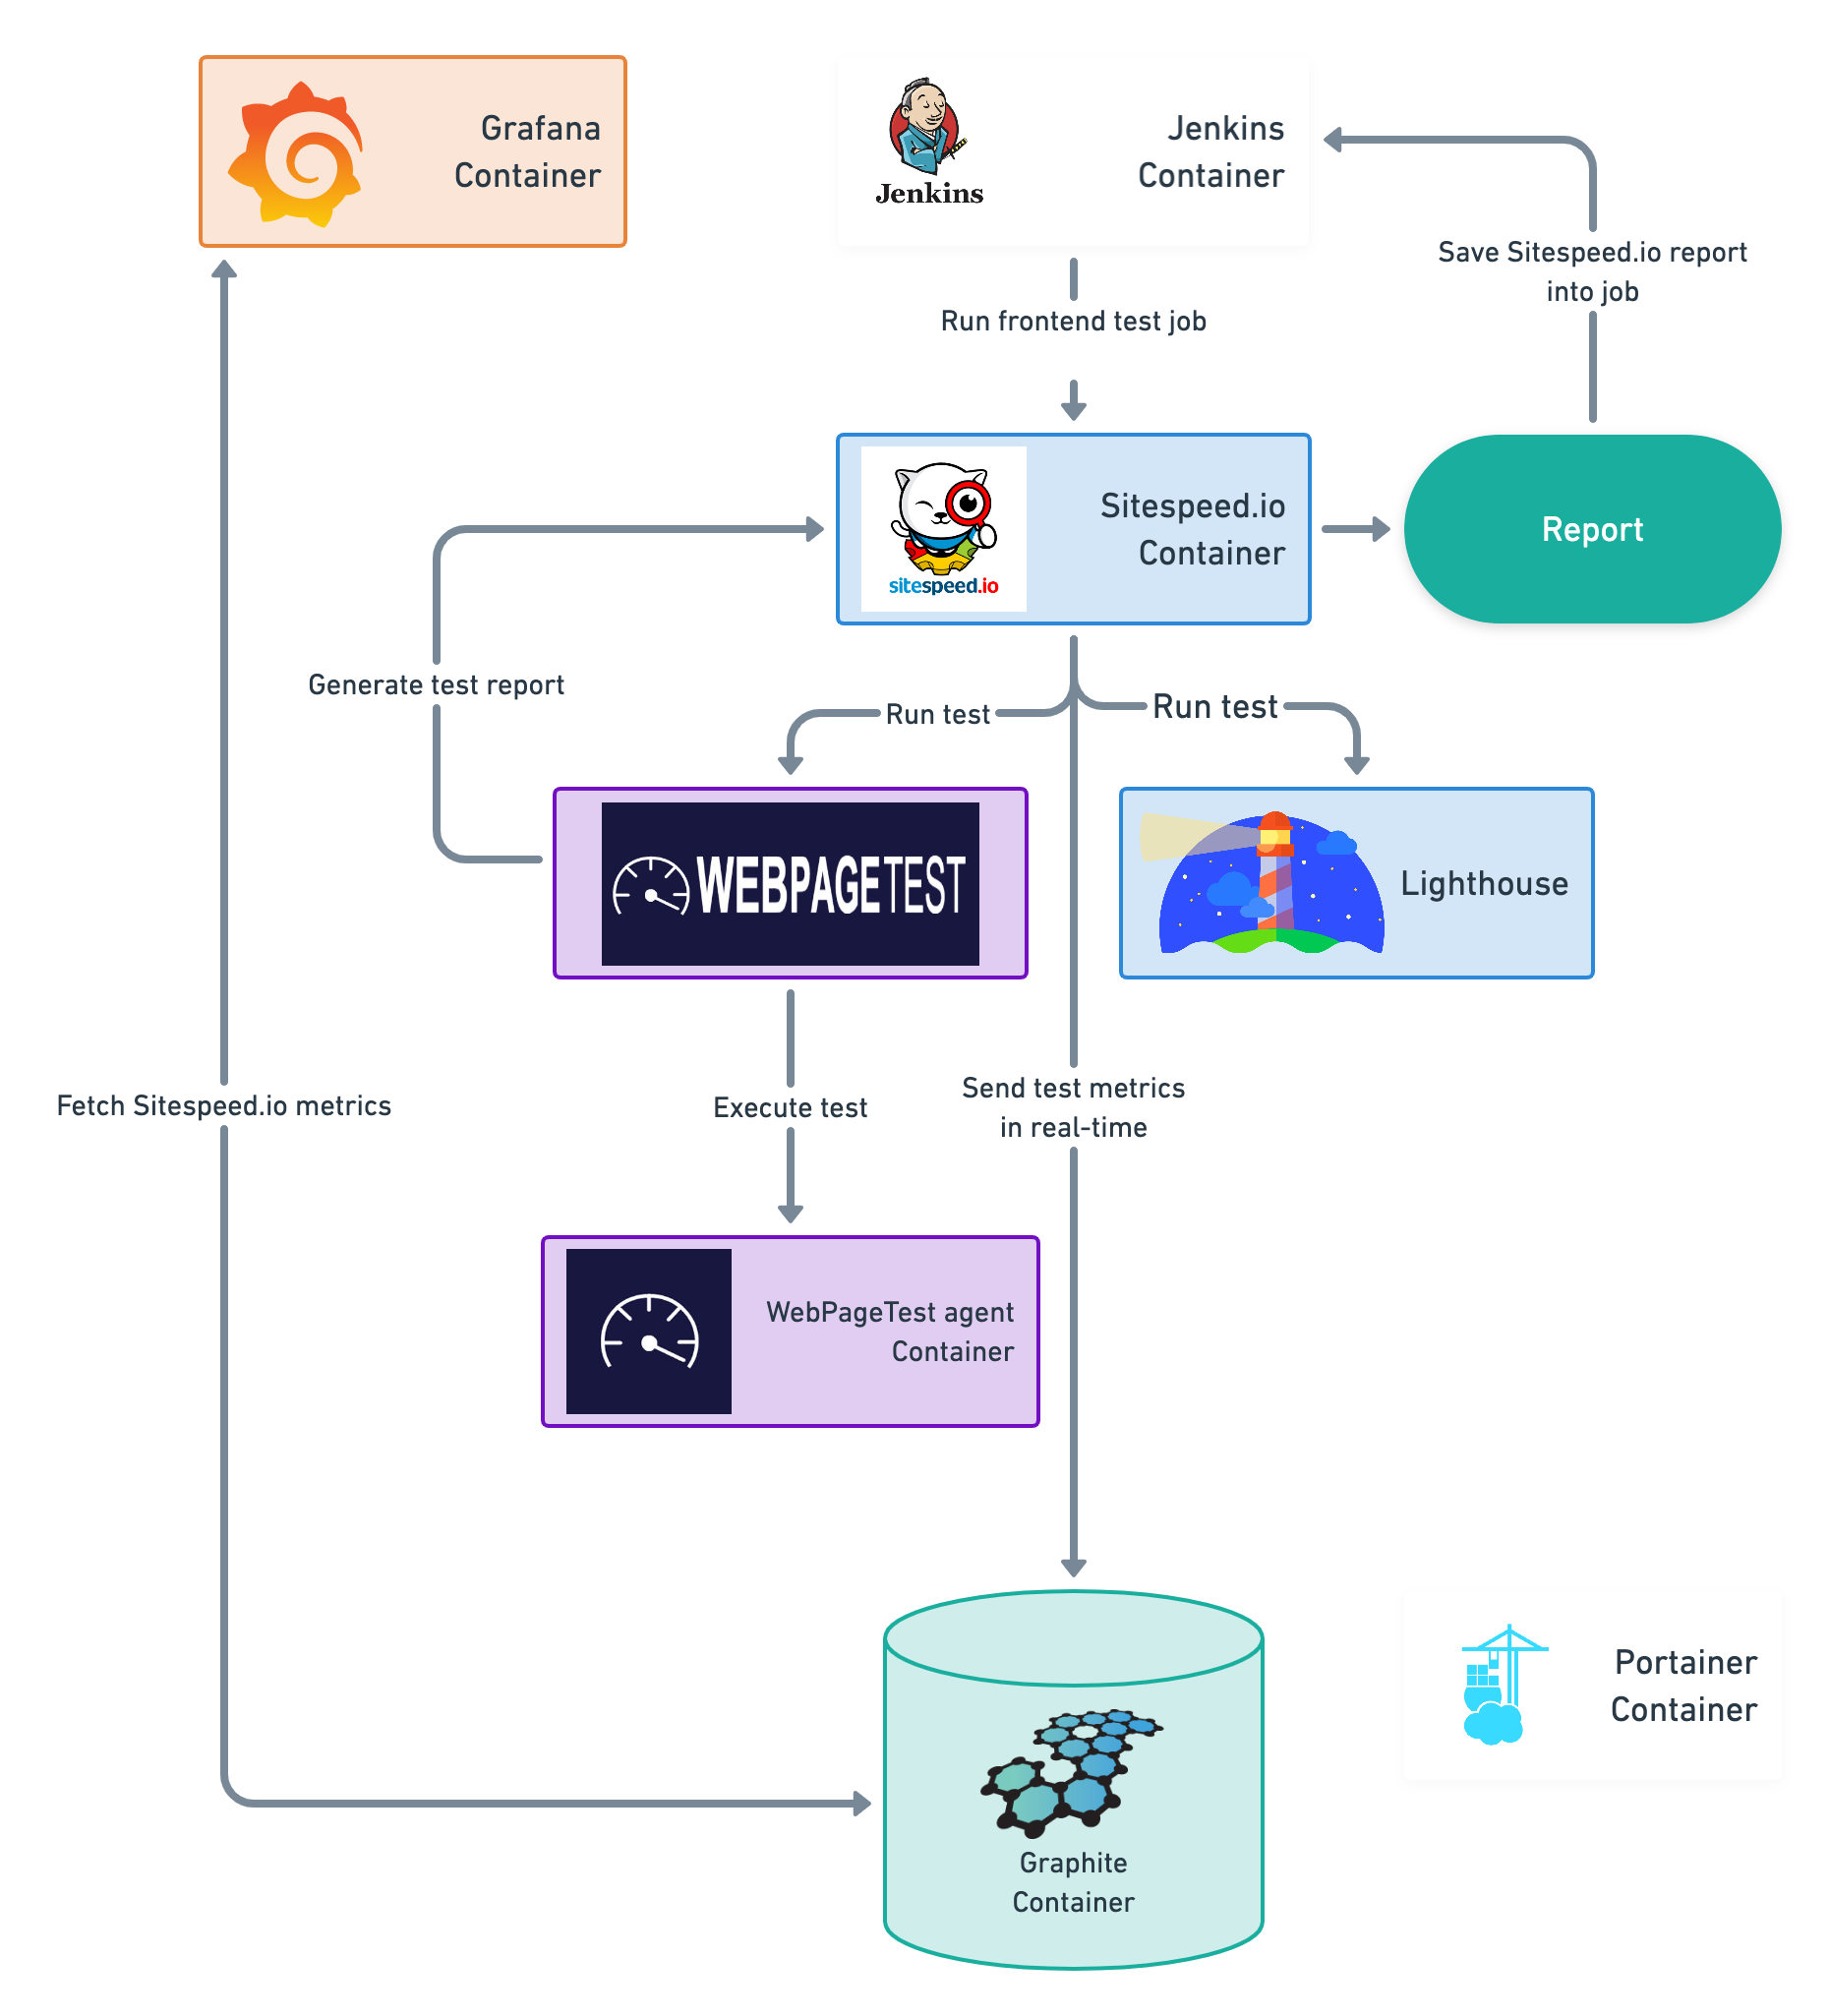 Grafana
Container
Jenkins
Jenkins
Container
Save Sitespeed.io report
into job
Run frontend test job
sitespeed.io
Sitespeed.io
Container
Report
Generate test report
Run test
Run test
WEBPAGETEST
Lighthouse
Fetch Sitespeed.io metrics
Execute test
Send test metrics
in real-time
WebPageTest agent
Container
Portainer
Container
Graphite
Container